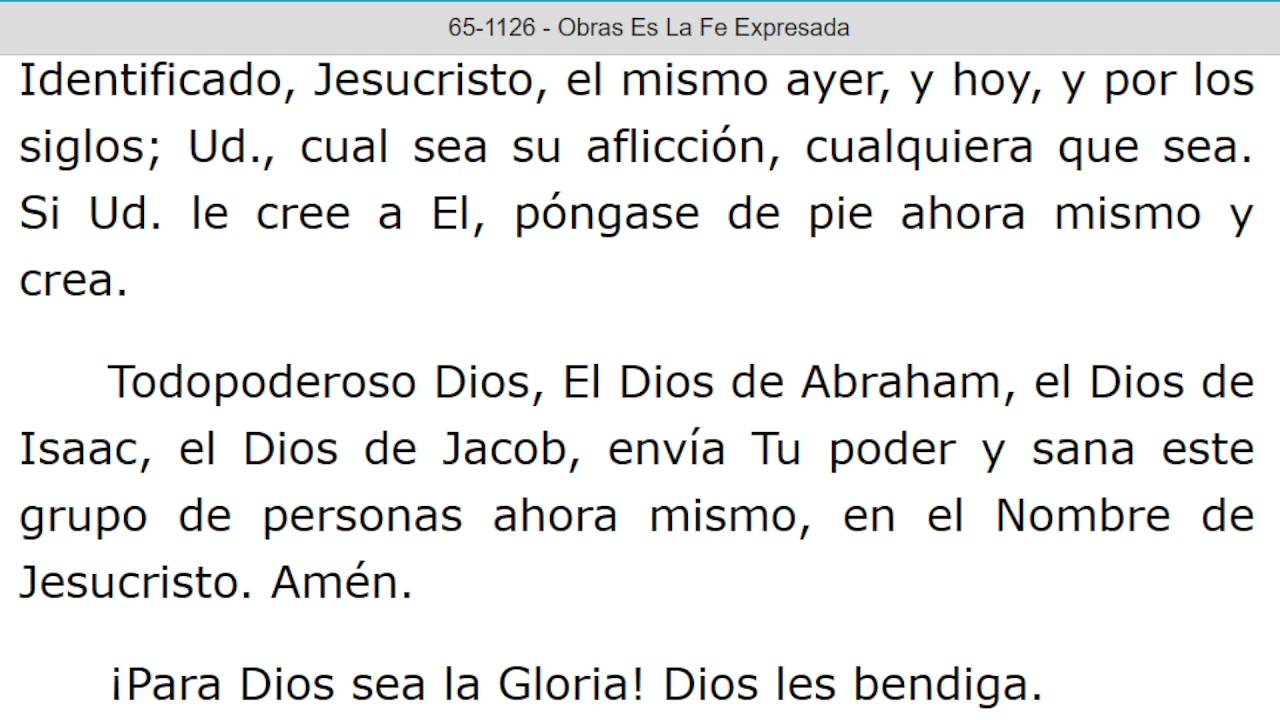 65-1126 - Obras Es La Fe Expresada
Identificado, Jesucristo, el mismo ayer, y hoy, y por los
siglos; Ud., cual sea su aflicción, cualquiera que sea.
Si Ud. le cree a El, póngase de pie ahora mismo y
crea.
Todopoderoso Dios, El Dios de Abraham, el Dios de
Isaac, el Dios de Jacob, envía Tu poder y sana este
grupo de personas ahora mismo, en el Nombre de
Jesucristo. Amén.
¡Para Dios sea la Gloria! Dios les bendiga.